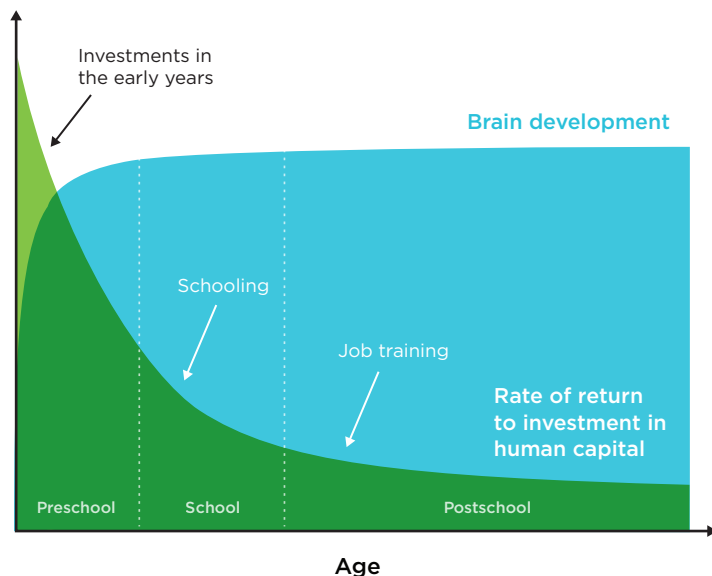 Investments in
the early years
Brain development
Schooling
Job training
Rate of return
to investment in
human capital
Preschool
School
Postschool
Age